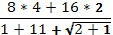 8 * 4 + 16 * 2
1 + 11 + √2 + 1